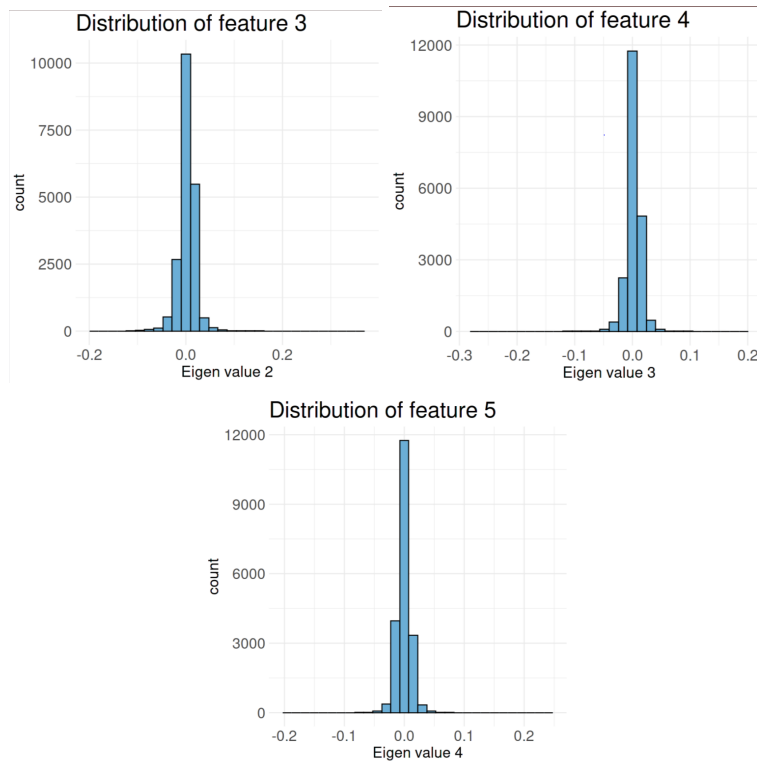 Distribution of feature 3
10000
7500
5000
2500
0
count
-0.2 0.0 0.2
Eigen value 2
Distribution of feature 4
12000
9000
6000
3000
0
count
-0.3 -0.2 -0.1 0.0 0.1 0.2
Eigen value 3
Distribution of feature 5
12000
9000
6000
3000
0
count
-0.2 -0.1 0.0 0.1 0.2
Eigen value 4